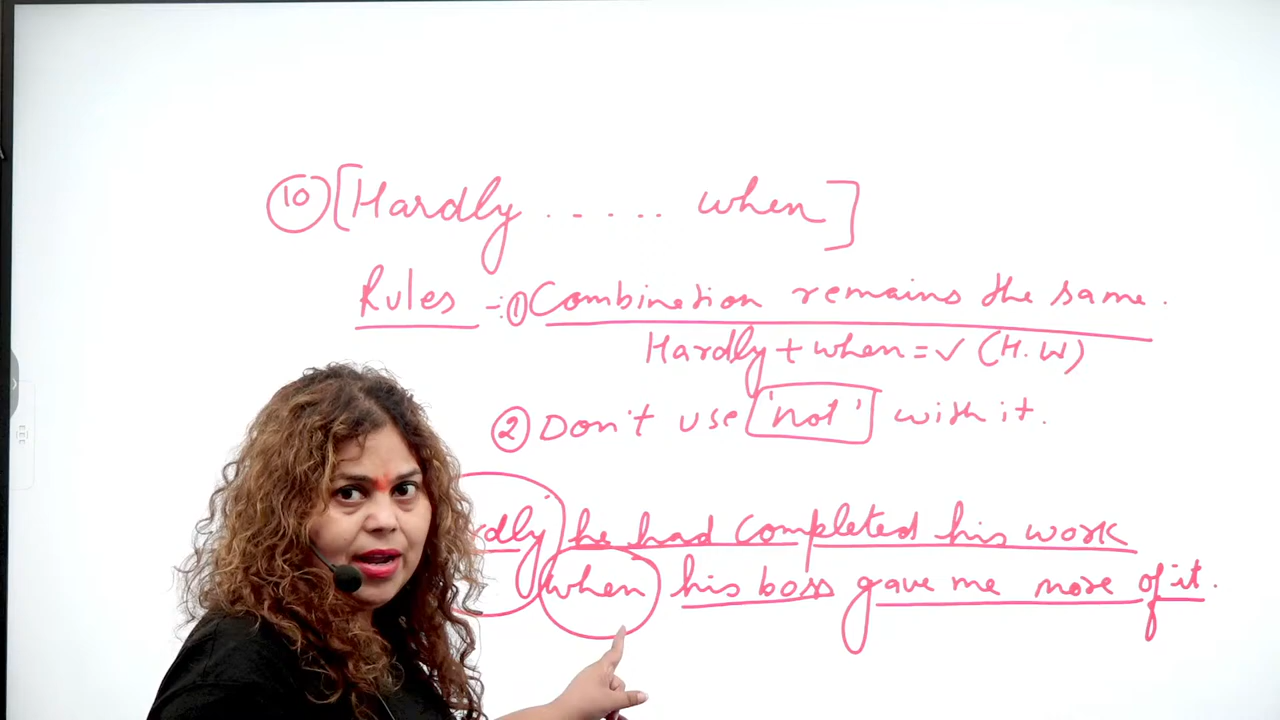 10 [Hardly ..... when]
Rules -: 1 Combination remains the same.
Hardly + when = ✓ (H.W)
2 Don't use 'not' with it.
rdly he had completed his work
when his boss gave me more of it.